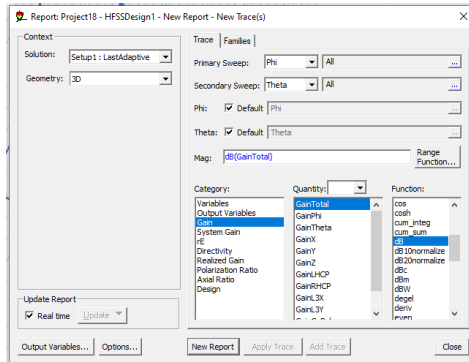 Report: Project18 - HFSSDesign1 - New Report - New Trace(s)
Context
Solution: Setup1 : LastAdaptive
Geometry: 3D
Update Report
Real time Update
Output Variables... Options...
Trace Families
Primary Sweep: Phi All ...
Secondary Sweep: Theta All ...
Phi: Default Phi ...
Theta: Default Theta ...
Mag: dB(GainTotal) Range Function...
Category:
Variables
Output Variables
Gain
System Gain
rE
Directivity
Realized Gain
Polarization Ratio
Axial Ratio
Design
Quantity:
GainTotal
GainPhi
GainTheta
GainX
GainY
GainZ
GainLHCP
GainRHCP
GainL3X
GainL3Y
Function:
cos
cosh
cum_integ
cum_sum
dB
dB10normalize
dB20normalize
dBc
dBm
dBW
degel
deriv
even
New Report Apply Trace Add Trace Close